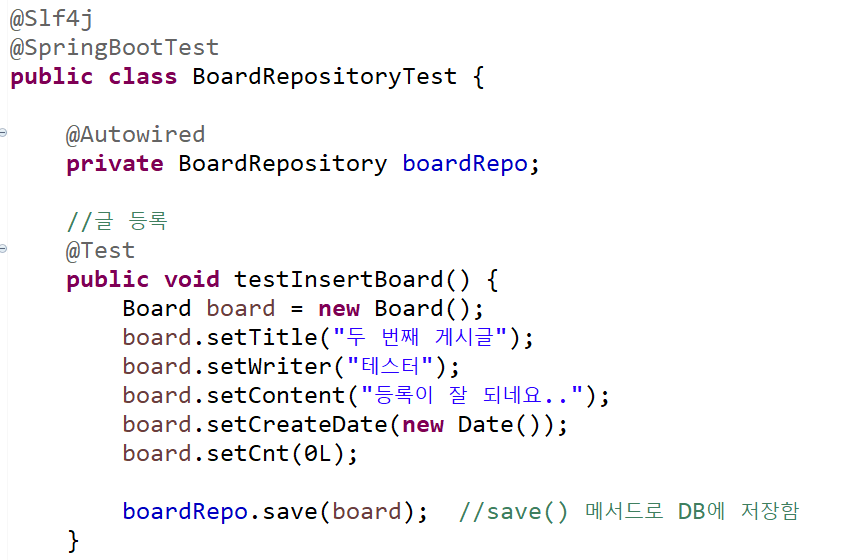 @Slf4j
@SpringBootTest
public class BoardRepositoryTest {
@Autowired
private BoardRepository boardRepo;
//글 등록
@Test
public void testInsertBoard() {
Board board = new Board();
board.setTitle("두 번째 게시글");
board.setWriter("테스터");
board.setContent("등록이 잘 되네요..");
board.setCreateDate(new Date());
board.setCnt(0L);
boardRepo.save(board);  //save() 메서드로 DB에 저장함
}